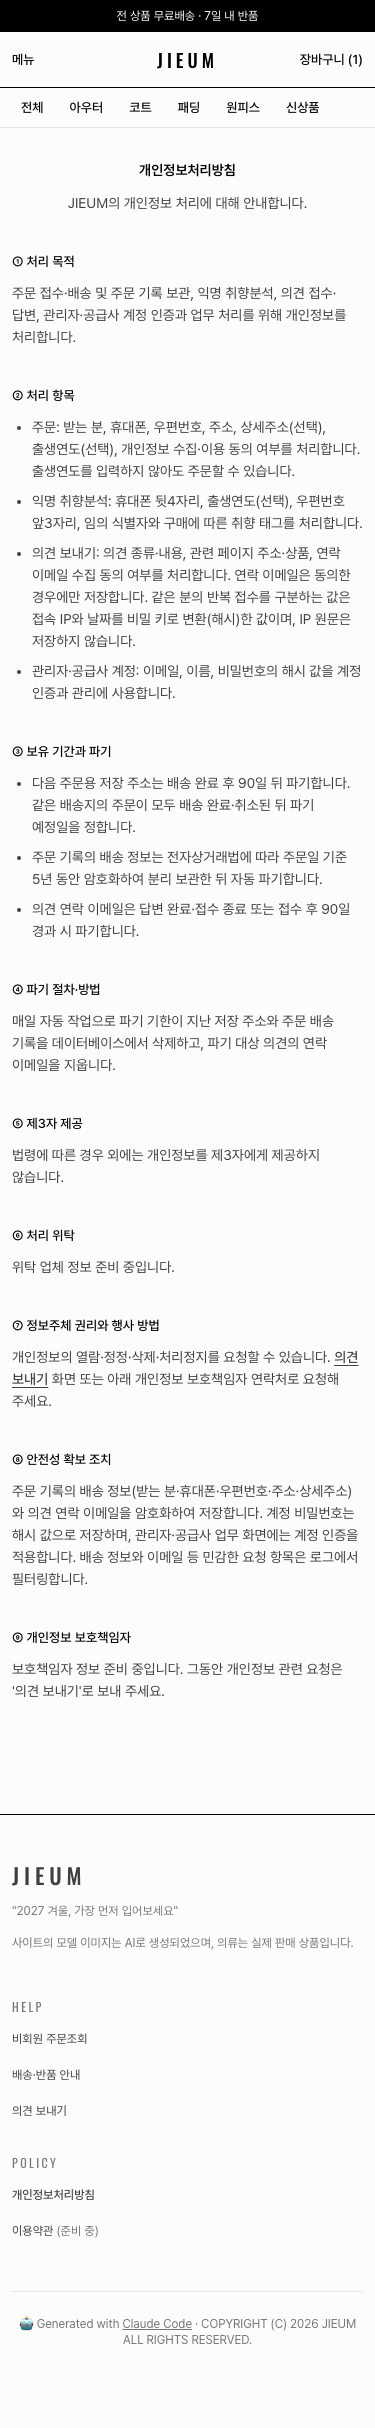 전 상품 무료배송 · 7일 내 반품
메뉴
JIEUM
장바구니 (1)
전체 아우터 코트 패딩 원피스 신상품
개인정보처리방침
JIEUM의 개인정보 처리에 대해 안내합니다.
① 처리 목적
주문 접수·배송 및 주문 기록 보관, 익명 취향분석, 의견 접수·
답변, 관리자·공급사 계정 인증과 업무 처리를 위해 개인정보를
처리합니다.
② 처리 항목
• 주문: 받는 분, 휴대폰, 우편번호, 주소, 상세주소(선택),
출생연도(선택), 개인정보 수집·이용 동의 여부를 처리합니다.
출생연도를 입력하지 않아도 주문할 수 있습니다.
• 익명 취향분석: 휴대폰 뒷4자리, 출생연도(선택), 우편번호
앞3자리, 임의 식별자와 구매에 따른 취향 태그를 처리합니다.
• 의견 보내기: 의견 종류·내용, 관련 페이지 주소·상품, 연락
이메일 수집 동의 여부를 처리합니다. 연락 이메일은 동의한
경우에만 저장합니다. 같은 분의 반복 접수를 구분하는 값은
접속 IP와 날짜를 비밀 키로 변환(해시)한 값이며, IP 원문은
저장하지 않습니다.
• 관리자·공급사 계정: 이메일, 이름, 비밀번호의 해시 값을 계정
인증과 관리에 사용합니다.
③ 보유 기간과 파기
• 다음 주문용 저장 주소는 배송 완료 후 90일 뒤 파기합니다.
같은 배송지의 주문이 모두 배송 완료·취소된 뒤 파기
예정일을 정합니다.
• 주문 기록의 배송 정보는 전자상거래법에 따라 주문일 기준
5년 동안 암호화하여 분리 보관한 뒤 자동 파기합니다.
• 의견 연락 이메일은 답변 완료·접수 종료 또는 접수 후 90일
경과 시 파기합니다.
④ 파기 절차·방법
매일 자동 작업으로 파기 기한이 지난 저장 주소와 주문 배송
기록을 데이터베이스에서 삭제하고, 파기 대상 의견의 연락
이메일을 지웁니다.
⑤ 제3자 제공
법령에 따른 경우 외에는 개인정보를 제3자에게 제공하지
않습니다.
⑥ 처리 위탁
위탁 업체 정보 준비 중입니다.
⑦ 정보주체 권리와 행사 방법
개인정보의 열람·정정·삭제·처리정지를 요청할 수 있습니다. 의견
보내기 화면 또는 아래 개인정보 보호책임자 연락처로 요청해
주세요.
⑧ 안전성 확보 조치
주문 기록의 배송 정보(받는 분·휴대폰·우편번호·주소·상세주소)
와 의견 연락 이메일을 암호화하여 저장합니다. 계정 비밀번호는
해시 값으로 저장하며, 관리자·공급사 업무 화면에는 계정 인증을
적용합니다. 배송 정보와 이메일 등 민감한 요청 항목은 로그에서
필터링합니다.
⑨ 개인정보 보호책임자
보호책임자 정보 준비 중입니다. 그동안 개인정보 관련 요청은
'의견 보내기'로 보내 주세요.
JIEUM
"2027 겨울, 가장 먼저 입어보세요"
사이트의 모델 이미지는 AI로 생성되었으며, 의류는 실제 판매 상품입니다.
HELP
비회원 주문조회
배송·반품 안내
의견 보내기
POLICY
개인정보처리방침
이용약관 (준비 중)
🤖 Generated with Claude Code · COPYRIGHT (C) 2026 JIEUM
ALL RIGHTS RESERVED.